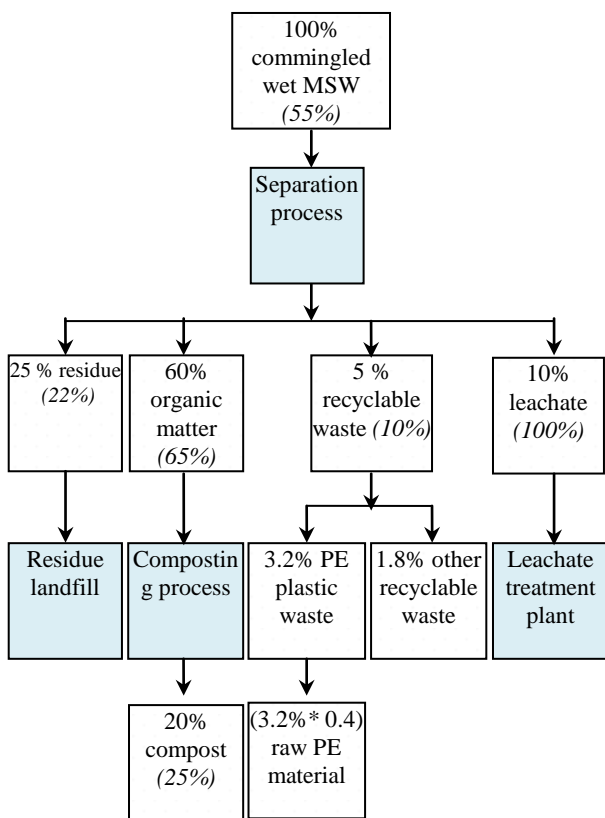 100%
commingled
wet MSW
(55%)
Separation
process
25 % residue
(22%)
60%
organic
matter
(65%)
5 %
recyclable
waste (10%)
10%
leachate
(100%)
Residue
landfill
Compostin
g process
3.2% PE
plastic
waste
1.8% other
recyclable
waste
Leachate
treatment
plant
20%
compost
(25%)
(3.2%* 0.4)
raw PE
material